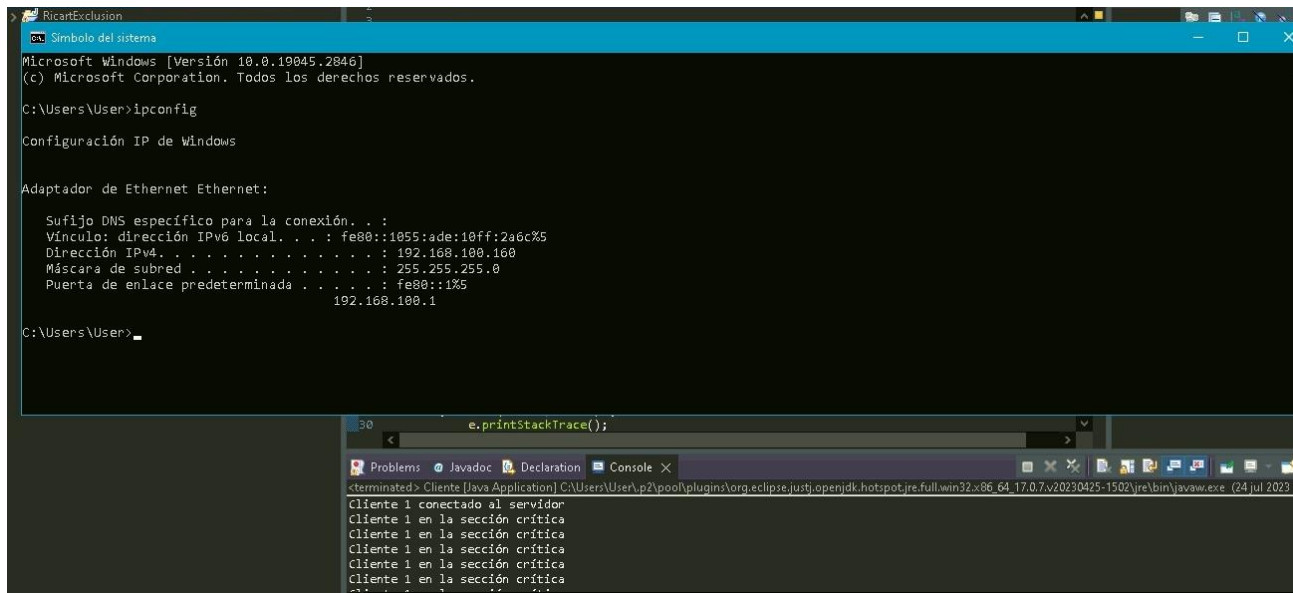 RicartExclusion
3
Símbolo del sistema
Microsoft Windows [Versión 10.0.19045.2846]
(c) Microsoft Corporation. Todos los derechos reservados.
C:\Users\User>ipconfig
Configuración IP de Windows
Adaptador de Ethernet Ethernet:
Sufijo DNS específico para la conexión. . :
Vínculo: dirección IPv6 local. . . : fe80::1055:ade:10ff:2a6c%5
Dirección IPv4. . . . . . . . . . . . . . : 192.168.100.160
Máscara de subred . . . . . . . . . . . . : 255.255.255.0
Puerta de enlace predeterminada . . . . . : fe80::1%5
192.168.100.1
C:\Users\User>
30 e.printStackTrace();
Problems Javadoc Declaration Console
<terminated> Cliente [Java Application] C:\Users\User\.p2\pool\plugins\org.eclipse.justj.openjdk.hotspot.jre.full.win32.x86_64_17.0.7.v20230425-1502\jre\bin\javaw.exe (24 jul 2023
Cliente 1 conectado al servidor
Cliente 1 en la sección crítica
Cliente 1 en la sección crítica
Cliente 1 en la sección crítica
Cliente 1 en la sección crítica
Cliente 1 en la sección crítica